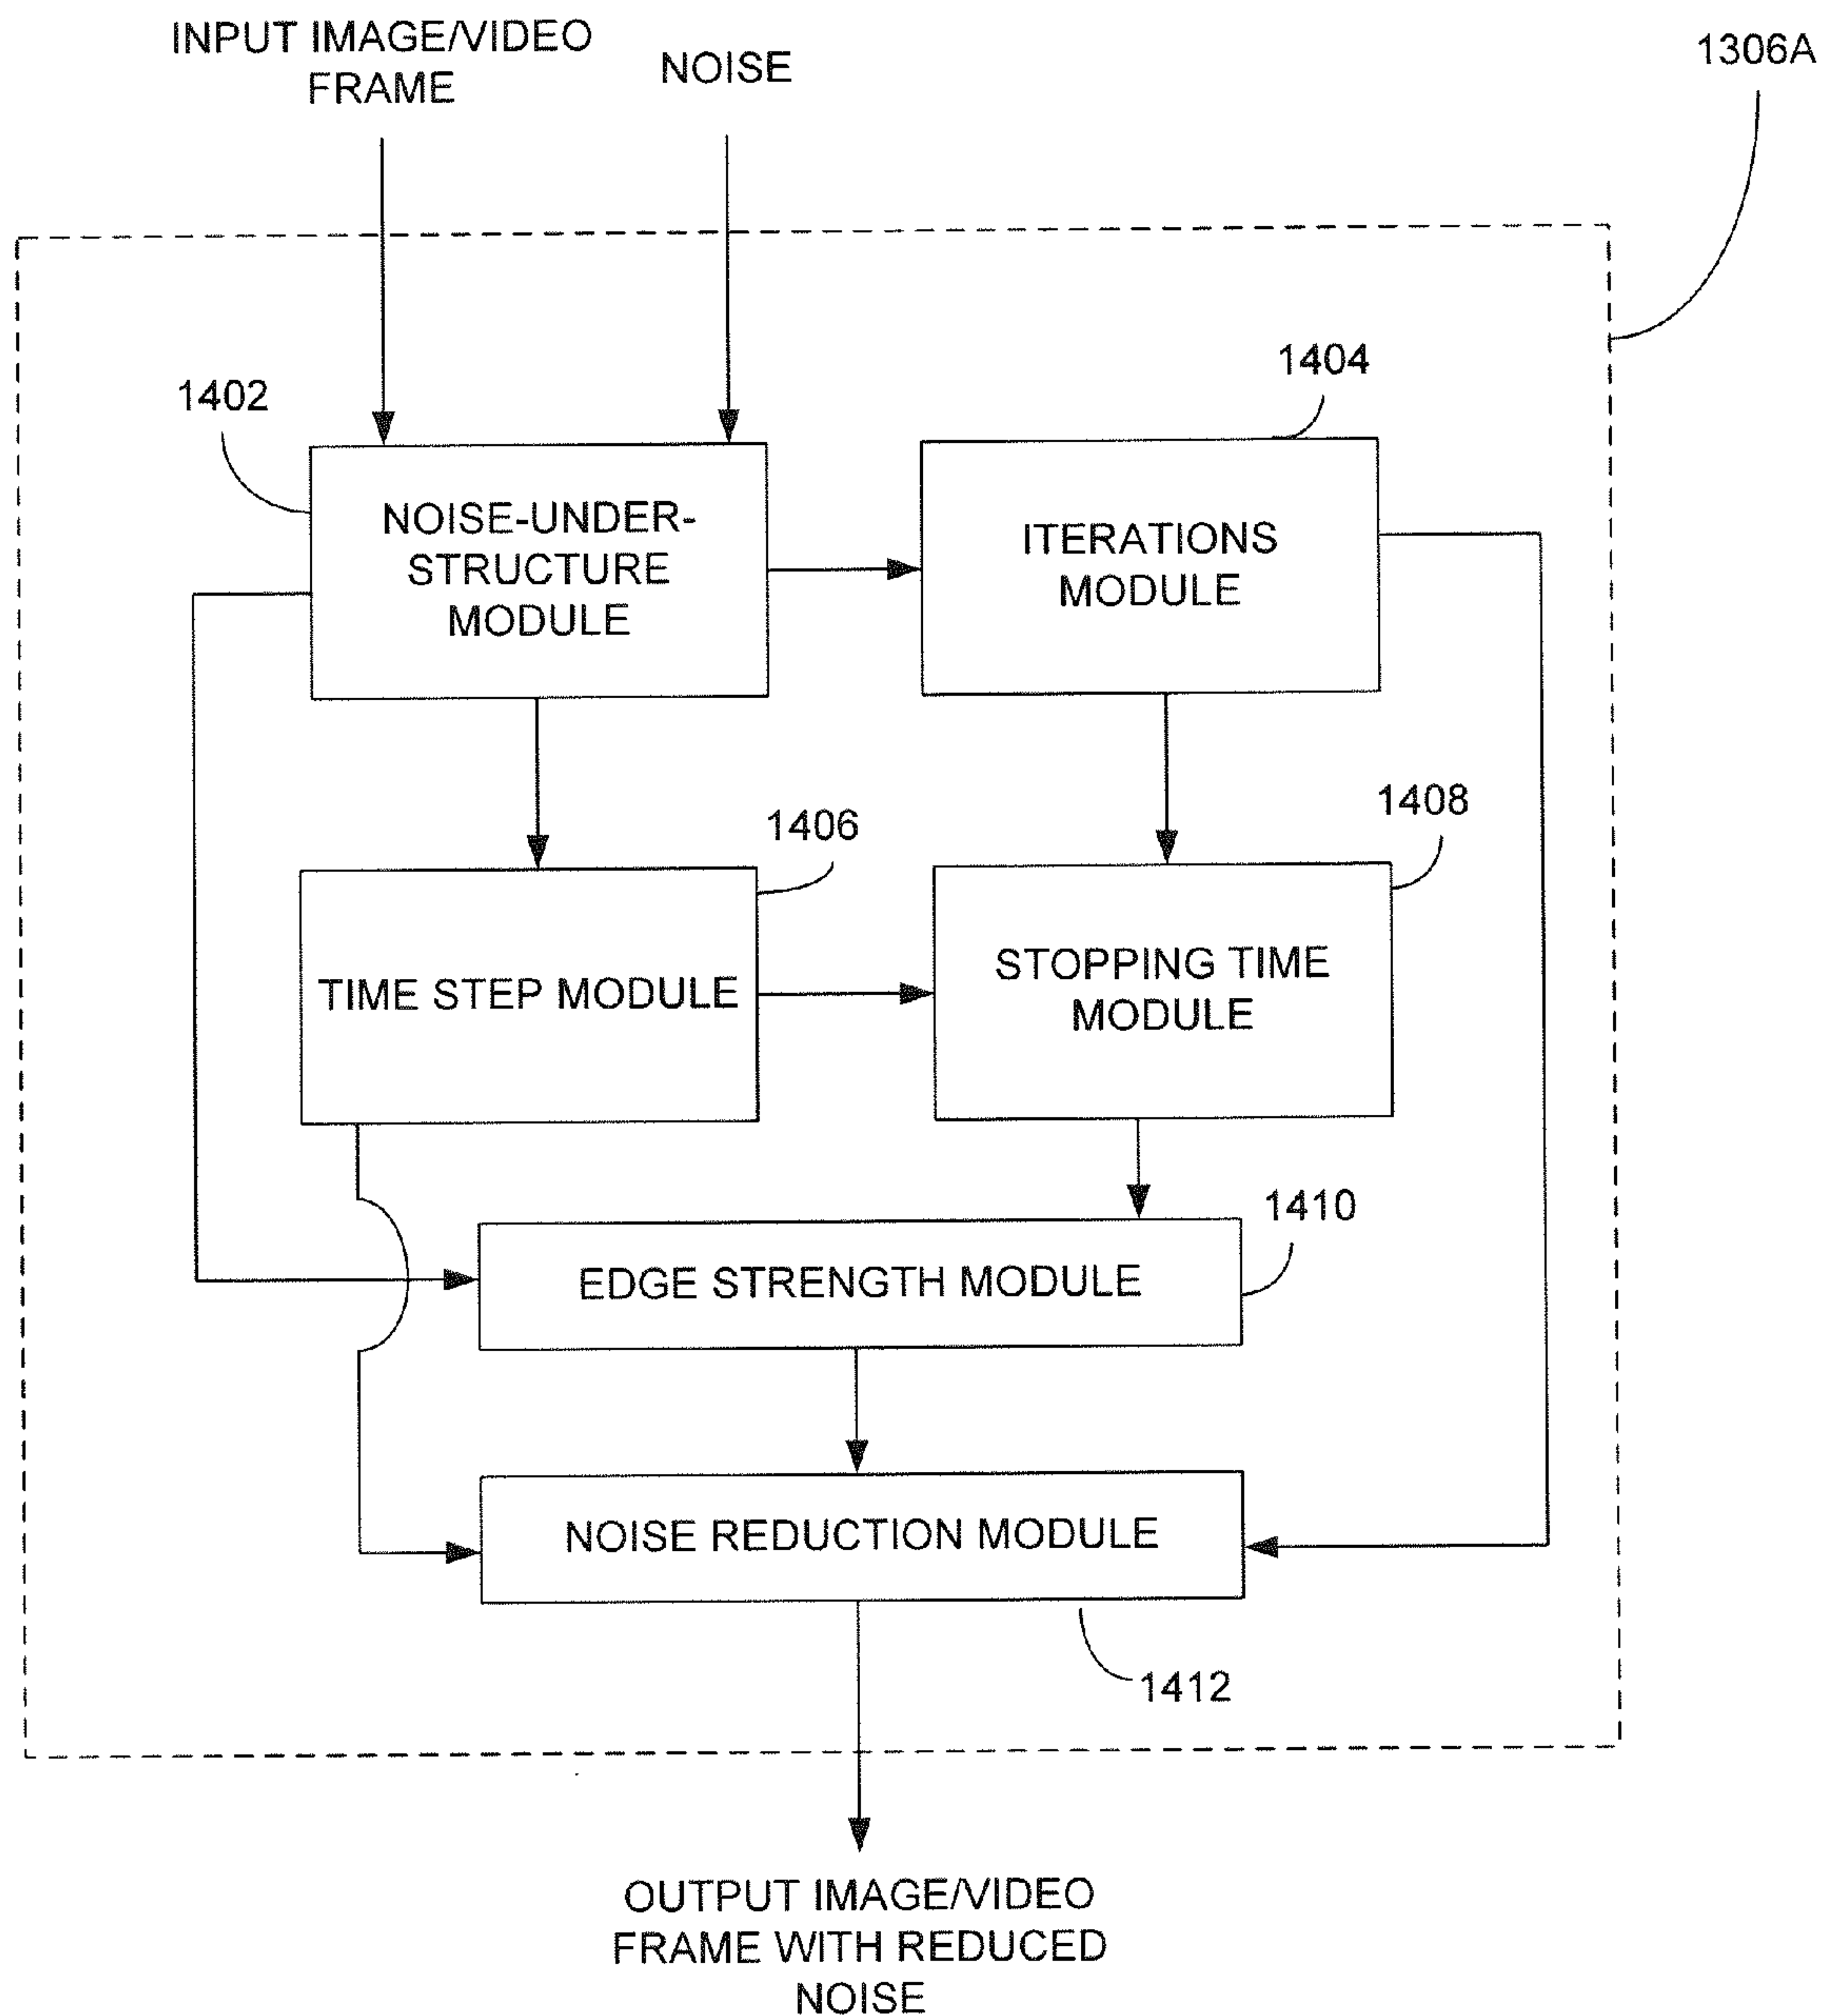 INPUT IMAGE/VIDEO
FRAME
NOISE
1306A
1402
1404
NOISE-UNDER-
STRUCTURE
MODULE
ITERATIONS
MODULE
1406
1408
TIME STEP MODULE
STOPPING TIME
MODULE
1410
EDGE STRENGTH MODULE
NOISE REDUCTION MODULE
1412
OUTPUT IMAGE/VIDEO
FRAME WITH REDUCED
NOISE